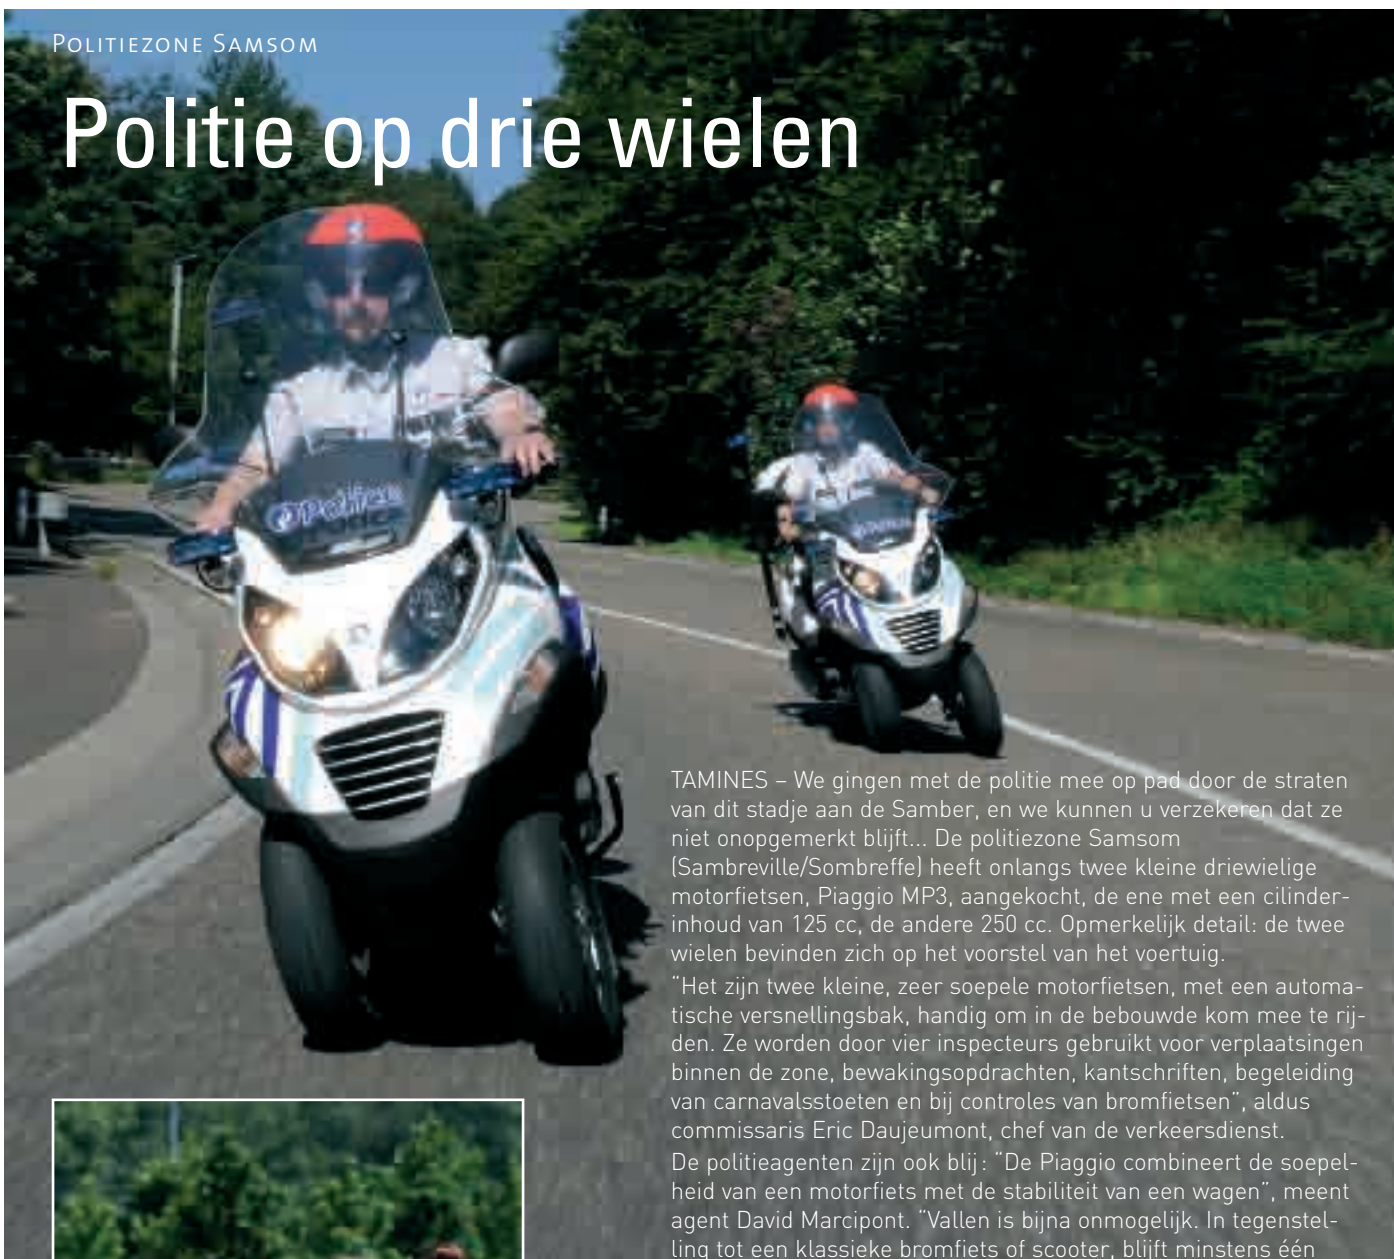 Politiezone Samsom
Politie op drie wielen
Police
Police
TAMINES – We gingen met de politie mee op pad door de straten
van dit stadje aan de Samber, en we kunnen u verzekeren dat ze
niet onopgemerkt blijft... De politiezone Samsom
(Sambreville/Sombreffe) heeft onlangs twee kleine driewielige
motorfietsen, Piaggio MP3, aangekocht, de ene met een cilinder-
inhoud van 125 cc, de andere 250 cc. Opmerkelijk detail: de twee
wielen bevinden zich op het voorstel van het voertuig.
“Het zijn twee kleine, zeer soepele motorfietsen, met een automa-
tische versnellingsbak, handig om in de bebouwde kom mee te rij-
den. Ze worden door vier inspecteurs gebruikt voor verplaatsingen
binnen de zone, bewakingsopdrachten, kantschriften, begeleiding
van carnavalsstoeten en bij controles van bromfietsen”, aldus
commissaris Eric Daujeumont, chef van de verkeersdienst.
De politieagenten zijn ook blij: “De Piaggio combineert de soepel-
heid van een motorfiets met de stabiliteit van een wagen”, meent
agent David Marcipont. “Vallen is bijna onmogelijk. In tegenstel-
ling tot een klassieke bromfiets of scooter, blijft minstens één